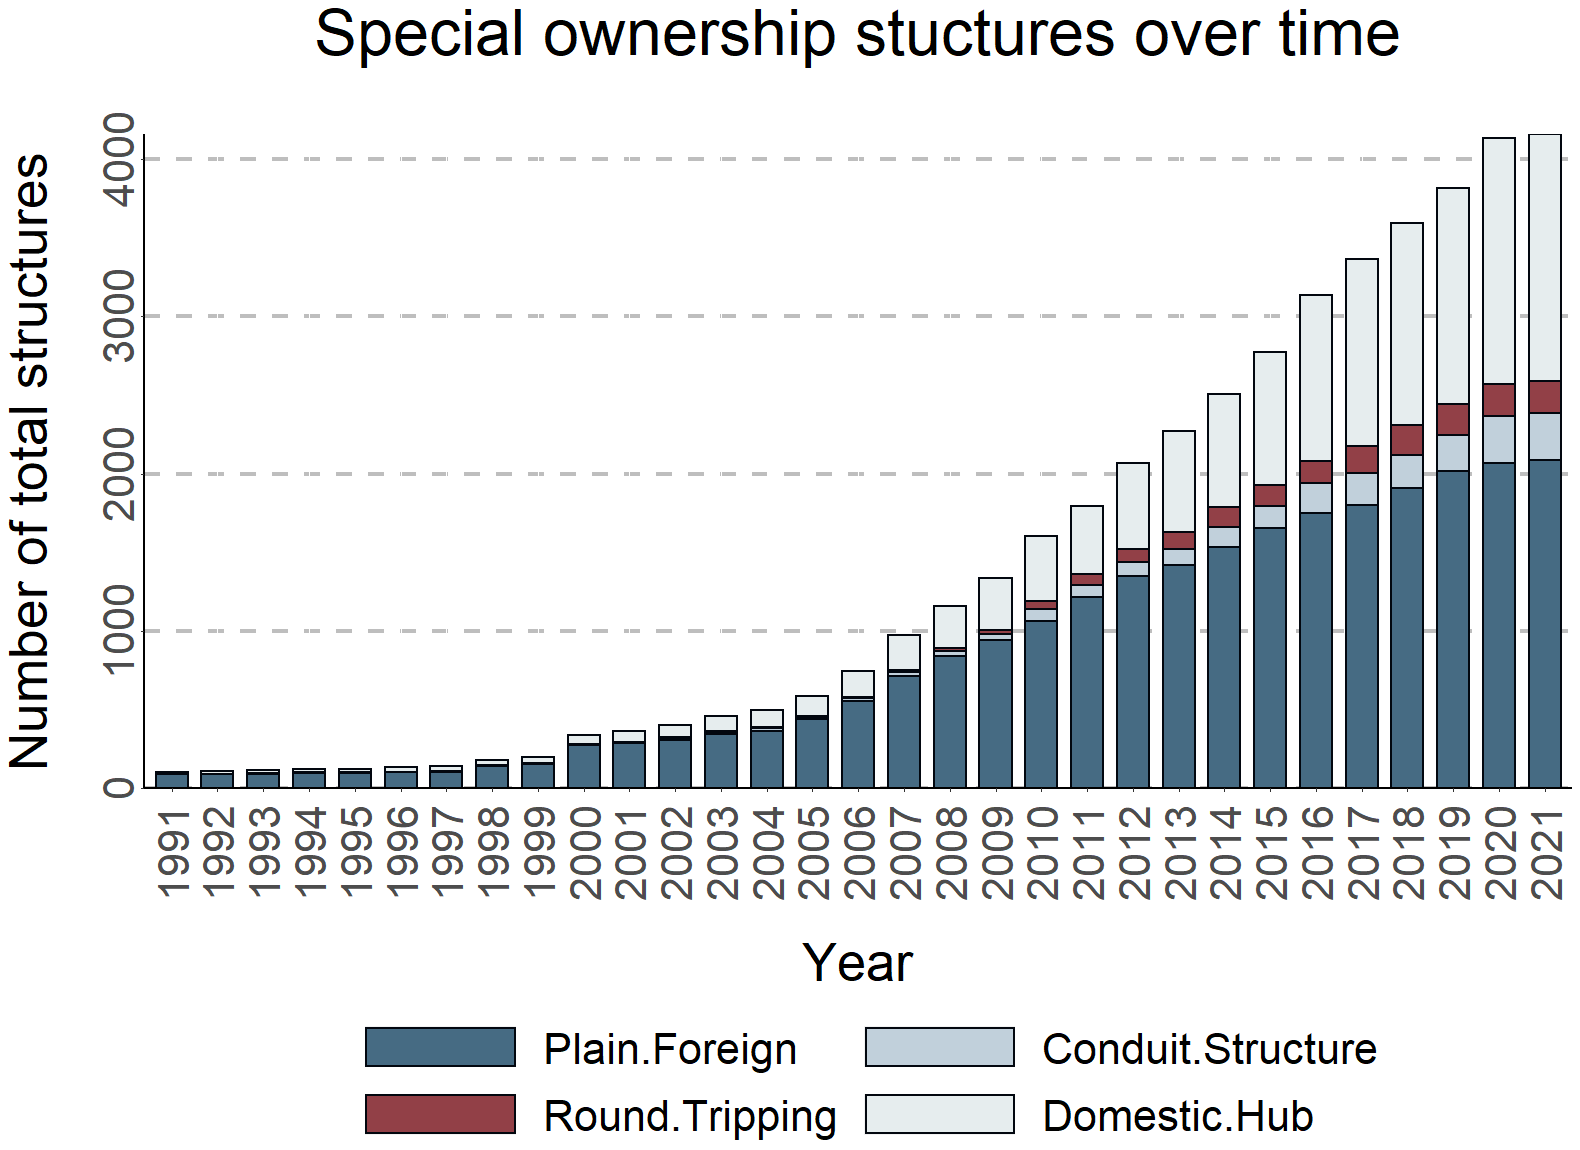 Special ownership stuctures over time
Number of total structures
4000
3000
2000
1000
0
1991 1992 1993 1994 1995 1996 1997 1998 1999 2000 2001 2002 2003 2004 2005 2006 2007 2008 2009 2010 2011 2012 2013 2014 2015 2016 2017 2018 2019 2020 2021
Year
Plain.Foreign Conduit.Structure
Round.Tripping Domestic.Hub